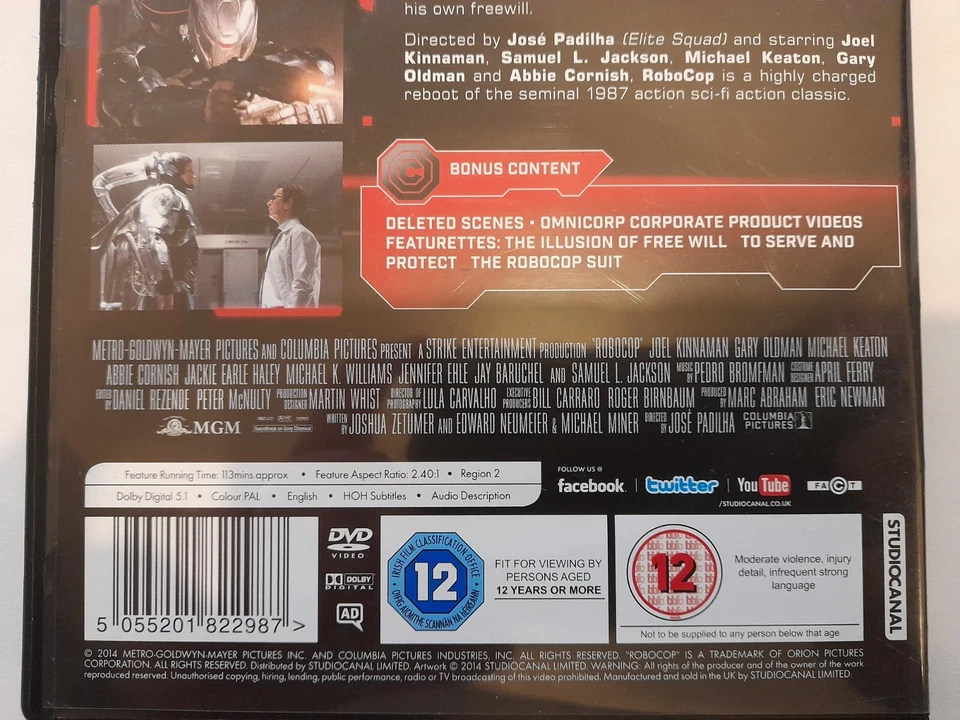 his own freewill.
Directed by José Padilha (Elite Squad) and starring Joel
Kinnaman, Samuel L. Jackson, Michael Keaton, Gary
Oldman and Abbie Cornish, RoboCop is a highly charged
reboot of the seminal 1987 action sci-fi action classic.
BONUS CONTENT
DELETED SCENES • OMNICORP CORPORATE PRODUCT VIDEOS
FEATURETTES: THE ILLUSION OF FREE WILL TO SERVE AND
PROTECT THE ROBOCOP SUIT
METRO-GOLDWYN-MAYER PICTURES AND COLUMBIA PICTURES PRESENT A STRIKE ENTERTAINMENT PRODUCTION "ROBOCOP" JOEL KINNAMAN GARY OLDMAN MICHAEL KEATON
ABBIE CORNISH JACKIE EARLE HALEY MICHAEL K. WILLIAMS JENNIFER EHLE JAY BARUCHEL AND SAMUEL L. JACKSON MUSIC BY PEDRO BROMFMAN COSTUME DESIGNER APRIL FERRY
EDITED BY DANIEL REZENDE PETER McNULTY PRODUCTION DESIGNER MARTIN WHIST DIRECTOR OF PHOTOGRAPHY LULA CARVALHO EXECUTIVE PRODUCERS BILL CARRARO ROGER BIRNBAUM PRODUCED BY MARC ABRAHAM ERIC NEWMAN
MGM Soundtrack on Sony Classical WRITTEN BY JOSHUA ZETUMER AND EDWARD NEUMEIER & MICHAEL MINER DIRECTED BY JOSÉ PADILHA COLUMBIA PICTURES
Feature Running Time: 113mins approx • Feature Aspect Ratio: 2.40:1 • Region 2
Dolby Digital 5.1 • Colour PAL • English • HOH Subtitles • Audio Description
FOLLOW US @
facebook | twitter | YouTube
/STUDIOCANAL.CO.UK
FACT
5 055201 822987 >
DVD
VIDEO
DOLBY
DIGITAL
AD
IRISH FILM CLASSIFICATION OFFICE
12
OIFIG AICMITHE SCANNÁN NA hÉIREANN
FIT FOR VIEWING BY
PERSONS AGED
12 YEARS OR MORE
bbfc
12
Moderate violence, injury
detail, infrequent strong
language
Not to be supplied to any person below that age
STUDIOCANAL
© 2014 METRO-GOLDWYN-MAYER PICTURES INC. AND COLUMBIA PICTURES INDUSTRIES, INC. ALL RIGHTS RESERVED. "ROBOCOP" IS A TRADEMARK OF ORION PICTURES
CORPORATION. ALL RIGHTS RESERVED. Distributed by STUDIOCANAL LIMITED. Artwork © 2014 STUDIOCANAL LIMITED. WARNING: All rights of the producer and of the owner of the work
reproduced reserved. Unauthorised copying, hiring, lending, public performance, radio or TV broadcasting of this video prohibited. Manufactured and sold in the UK by STUDIOCANAL LIMITED.